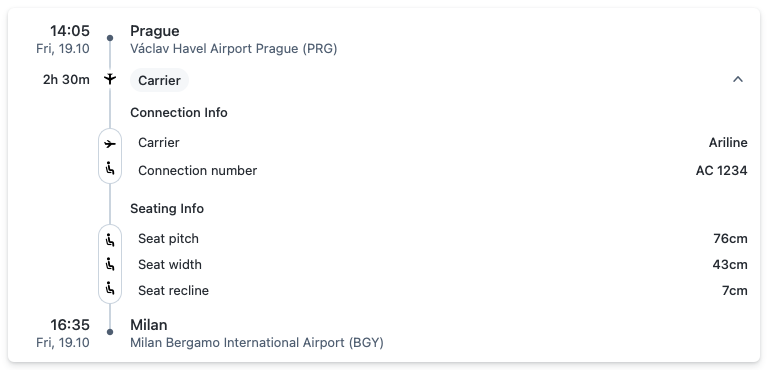 14:05 Prague
Fri, 19.10 Václav Havel Airport Prague (PRG)
2h 30m Carrier
Connection Info
Carrier Ariline
Connection number AC 1234
Seating Info
Seat pitch 76cm
Seat width 43cm
Seat recline 7cm
16:35 Milan
Fri, 19.10 Milan Bergamo International Airport (BGY)